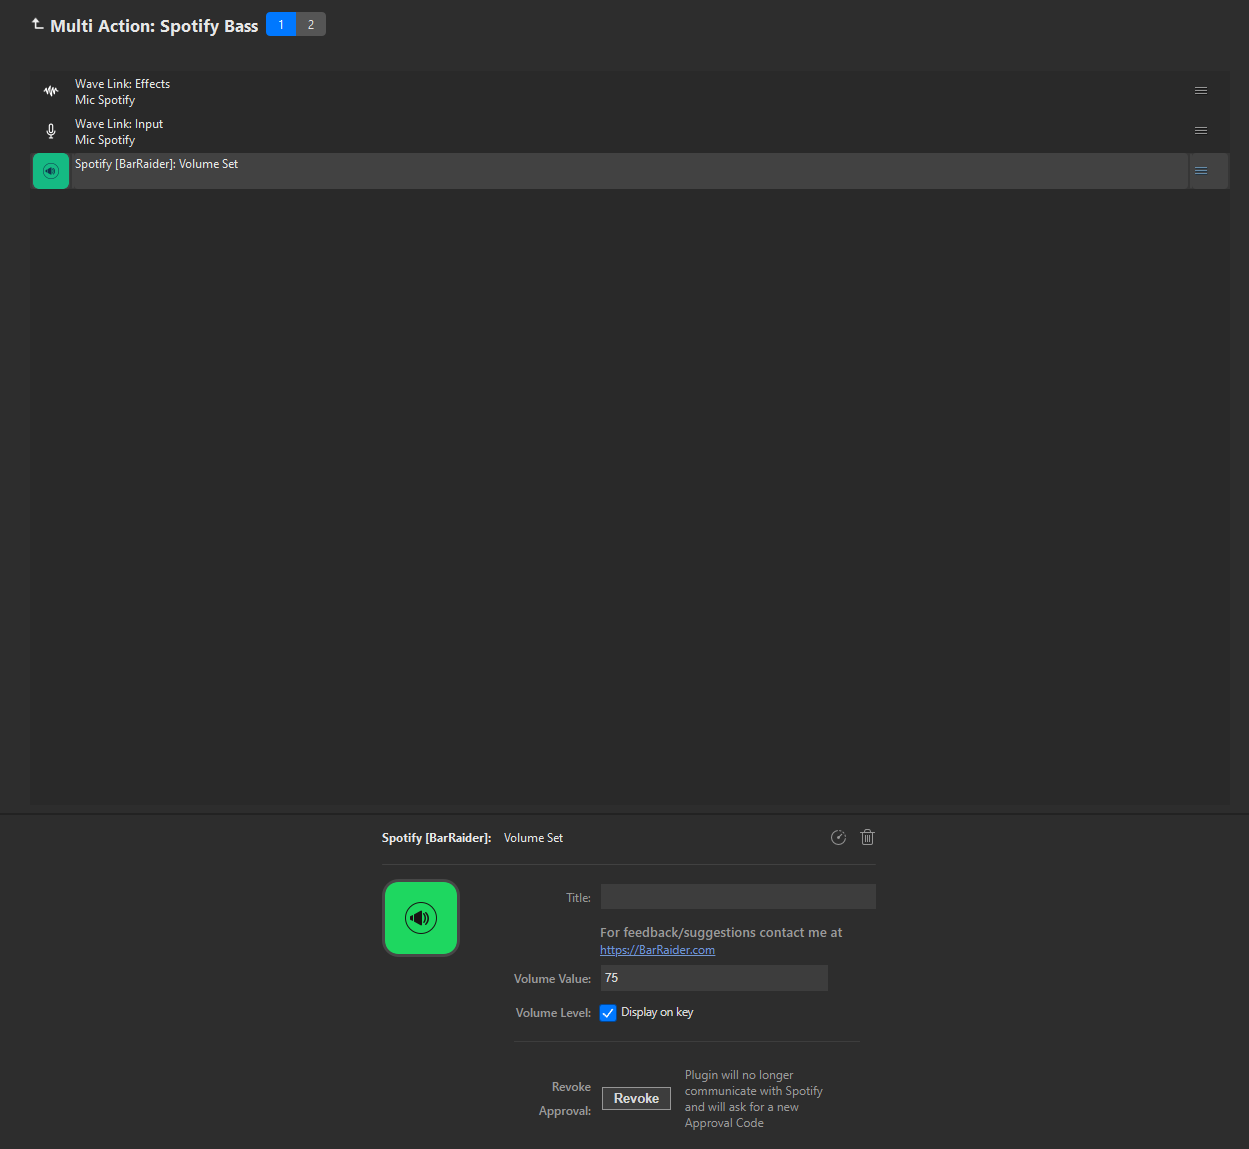 Multi Action: Spotify Bass 1 2
Wave Link: Effects
Mic Spotify
Wave Link: Input
Mic Spotify
Spotify [BarRaider]: Volume Set
Spotify [BarRaider]: Volume Set
Title:
For feedback/suggestions contact me at
https://BarRaider.com
Volume Value: 75
Volume Level: Display on key
Revoke Approval:
Revoke
Plugin will no longer
communicate with Spotify
and will ask for a new
Approval Code